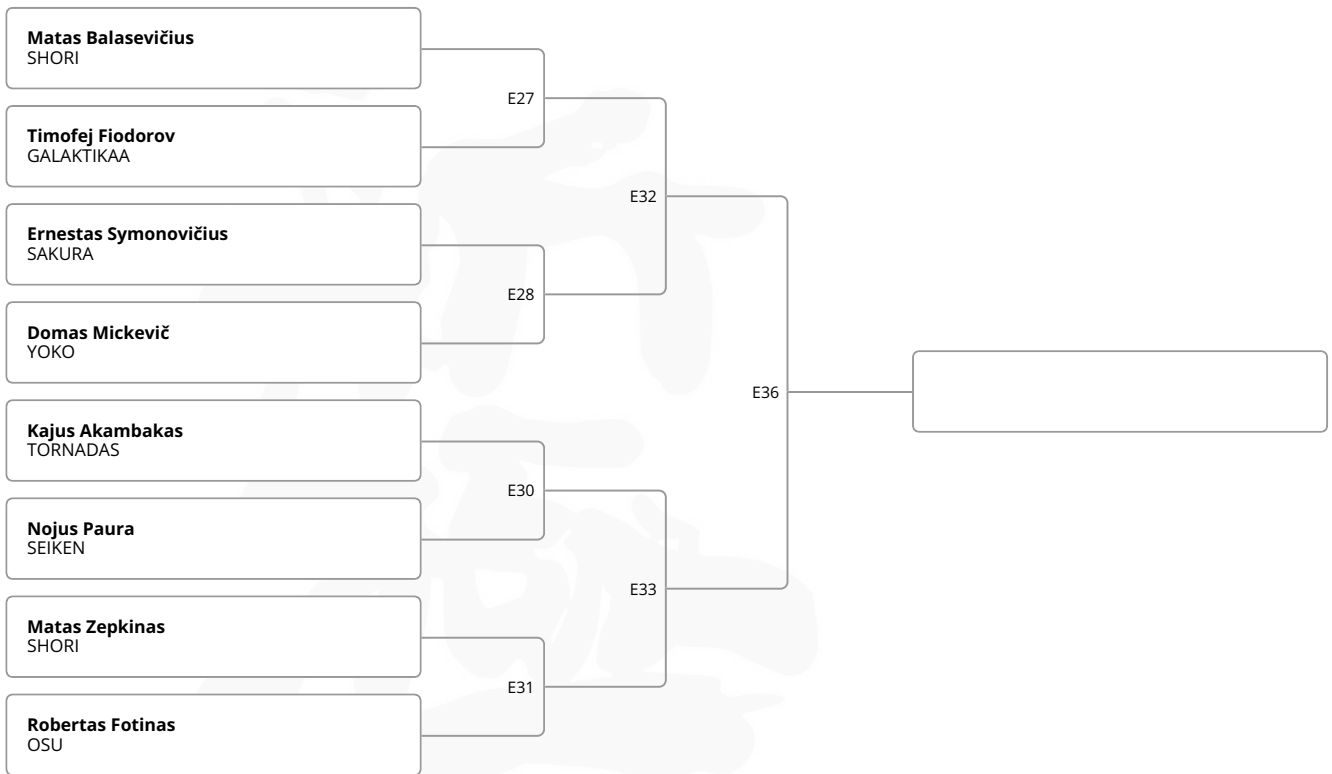 Matas Balasevičius
SHORI
E27
Timofej Fiodorov
GALAKTIKAA
E32
Ernestas Symonovičius
SAKURA
E28
Domas Mickevič
YOKO
E36
Kajus Akambakas
TORNADAS
E30
Nojus Paura
SEIKEN
E33
Matas Zepkinas
SHORI
E31
Robertas Fotinas
OSU